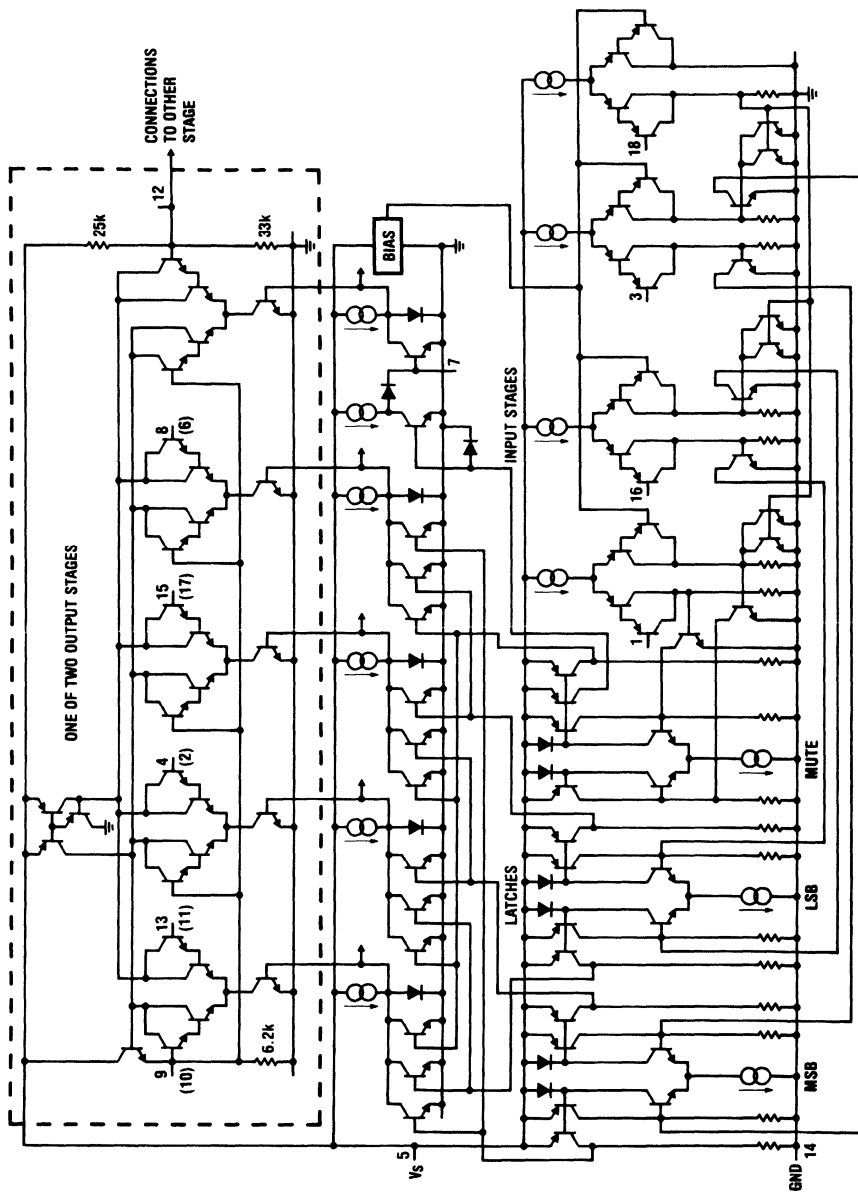 CONNECTIONS
TO OTHER
STAGE
12
25k
33k
ONE OF TWO OUTPUT STAGES
8
(6)
15
(17)
4
(2)
13
(11)
9
(10)
6.2k
BIAS
7
5
Vs
INPUT STAGES
18
3
16
1
LATCHES
MUTE
LSB
MSB
GND
14